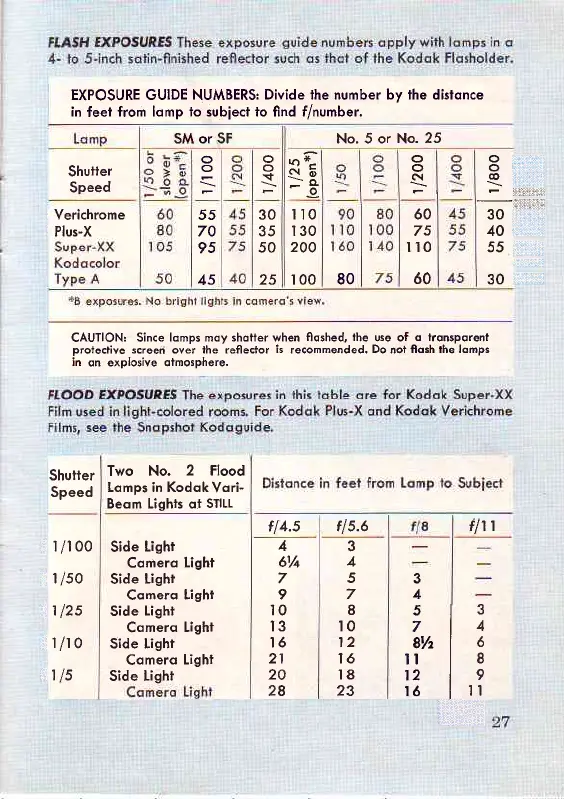 FLASH EXPOSURES These exposure guide numbers apply with lamps in a
4- to 5-inch satin-finished reflector such as that of the Kodak Flasholder.
EXPOSURE GUIDE NUMBERS: Divide the number by the distance
in feet from lamp to subject to find f/number.
Lamp SM or SF No. 5 or No. 25
Shutter Speed 1/50 or slower (open*) 1/100 1/200 1/400 1/25 (open*) 1/50 1/100 1/200 1/400 1/800
Verichrome 60 55 45 30 110 90 80 60 45 30
Plus-X 80 70 55 35 130 110 100 75 55 40
Super-XX 105 95 75 50 200 160 140 110 75 55
Kodacolor
Type A 50 45 40 25 100 80 75 60 45 30
*B exposures. No bright lights in camera's view.
CAUTION: Since lamps may shatter when flashed, the use of a transparent
protective screen over the reflector is recommended. Do not flash the lamps
in an explosive atmosphere.
FLOOD EXPOSURES The exposures in this table are for Kodak Super-XX
Film used in light-colored rooms. For Kodak Plus-X and Kodak Verichrome
Films, see the Snapshot Kodaguide.
Shutter Speed
Two No. 2 Flood
Lamps in Kodak Vari-
Beam Lights at STILL
Distance in feet from Lamp to Subject
f/4.5 f/5.6 f/8 f/11
1/100 Side Light 4 3 — —
Camera Light 6¼ 4 — —
1/50 Side Light 7 5 3 —
Camera Light 9 7 4 —
1/25 Side Light 10 8 5 3
Camera Light 13 10 7 4
1/10 Side Light 16 12 8½ 6
Camera Light 21 16 11 8
1/5 Side Light 20 18 12 9
Camera Light 28 23 16 11
27